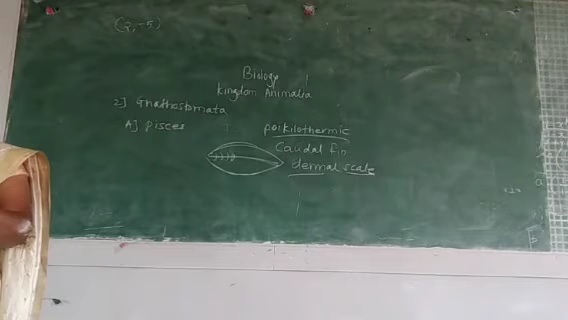 Biology
Kingdom Animalia
2] Gnathostomata
A] Pisces
poikilothermic
Caudal fin
dermal scale